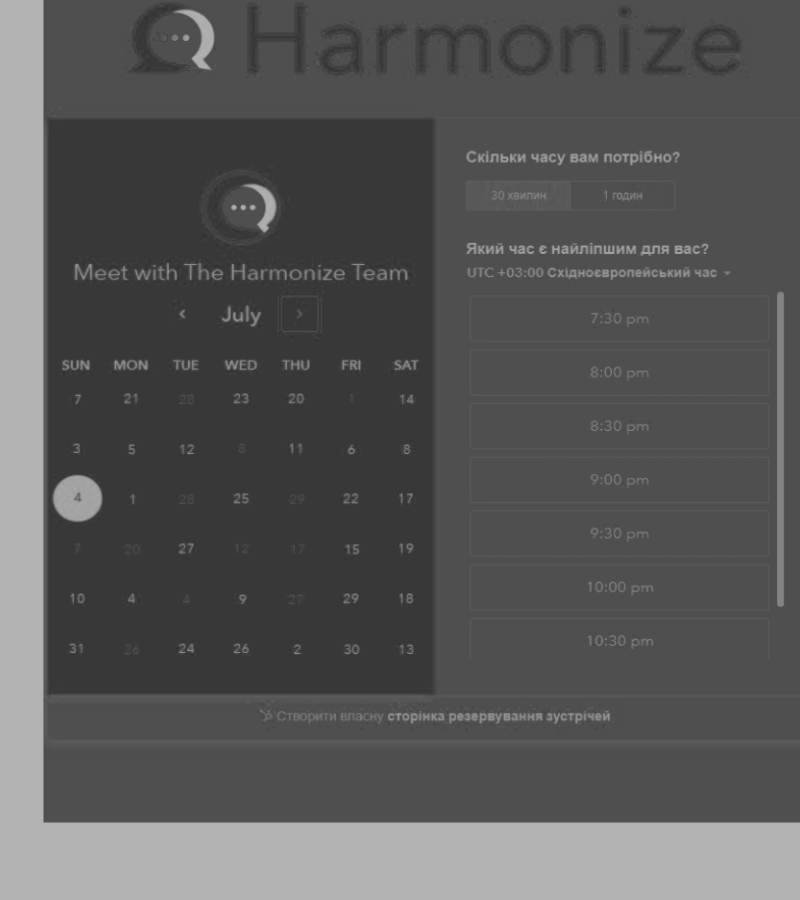 Harmonize
Meet with The Harmonize Team
‹ July ›
SUN MON TUE WED THU FRI SAT
7 21 28 23 20 1 14
3 5 12 8 11 6 8
4 1 28 25 29 22 17
7 20 27 12 17 15 19
10 4 4 9 27 29 18
31 26 24 26 2 30 13
Скільки часу вам потрібно?
30 хвилин 1 годин
Який час є найліпшим для вас?
UTC +03:00 Східноєвропейський час
7:30 pm
8:00 pm
8:30 pm
9:00 pm
9:30 pm
10:00 pm
10:30 pm
Створити власну сторінка резервування зустрічей